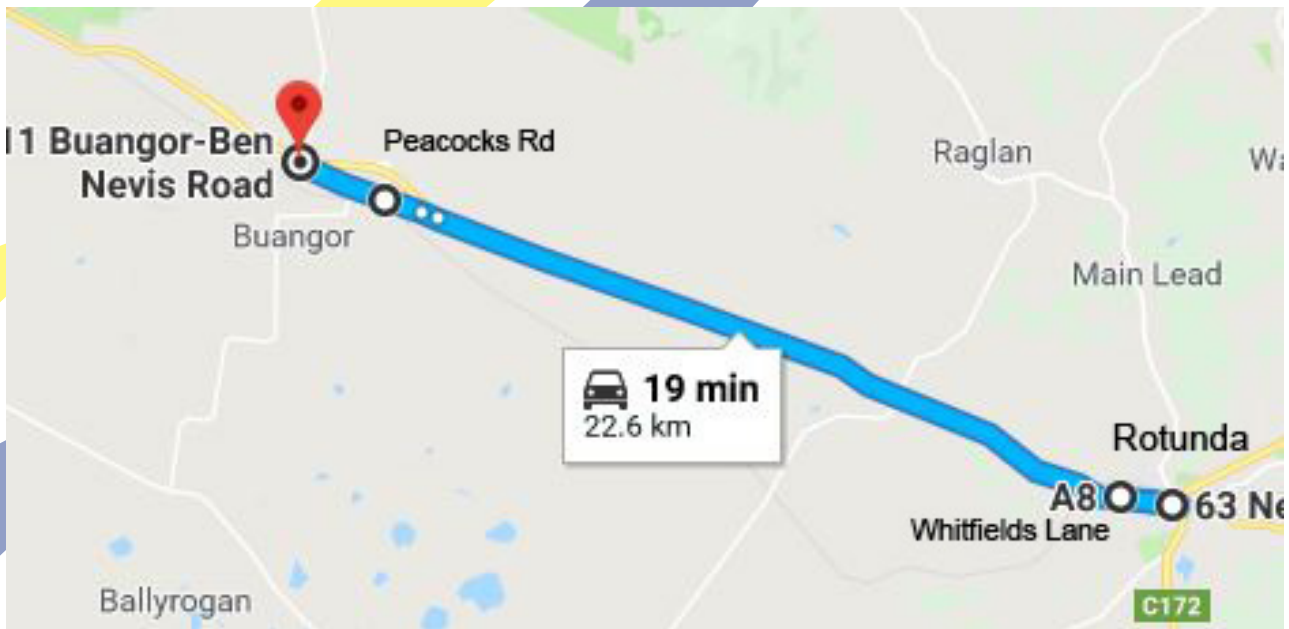 11 Buangor-Ben
Nevis Road
Peacocks Rd
Buangor
Raglan
Main Lead
19 min
22.6 km
Rotunda
A8
63
Whitfields Lane
Ballyrogan
C172